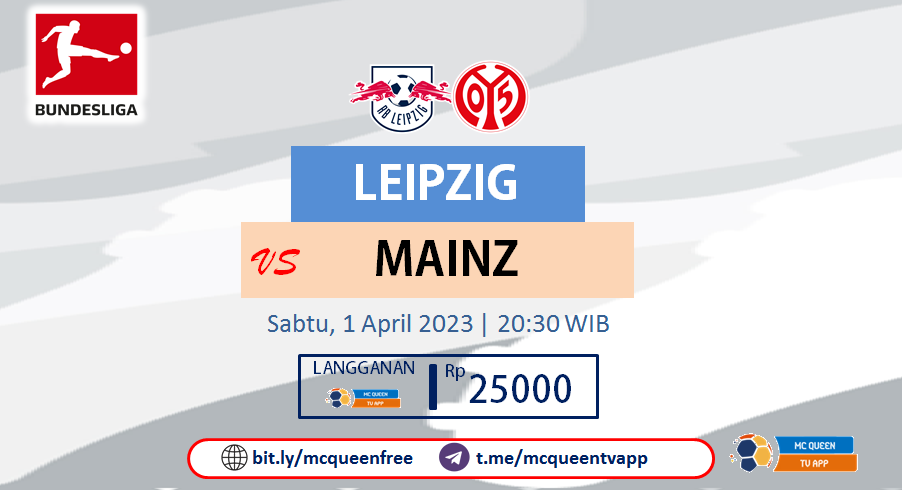 BUNDESLIGA
RB LEIPZIG
05
LEIPZIG
VS MAINZ
Sabtu, 1 April 2023 | 20:30 WIB
LANGGANAN
MC QUEEN
TV APP
Rp 25000
bit.ly/mcqueenfree t.me/mcqueentvapp
MC QUEEN
TV APP